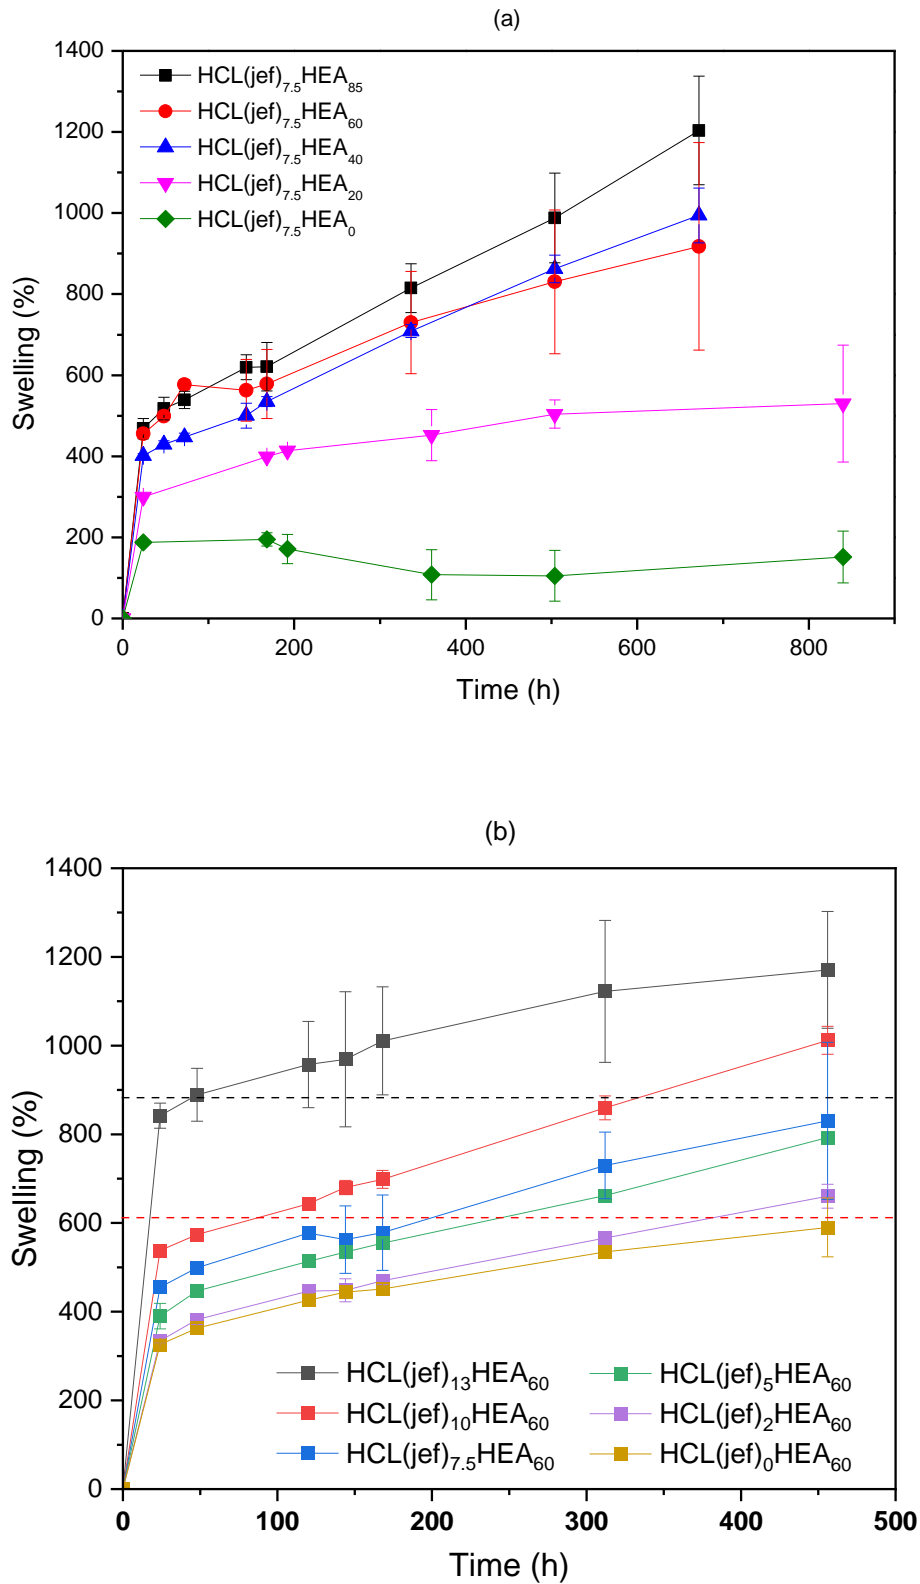 (a)
1400
1200
1000
800
600
400
200
0
Swelling (%)
HCL(jef)7.5HEA85
HCL(jef)7.5HEA60
HCL(jef)7.5HEA40
HCL(jef)7.5HEA20
HCL(jef)7.5HEA0
0 200 400 600 800
Time (h)
(b)
1400
1200
1000
800
600
400
200
0
Swelling (%)
HCL(jef)13HEA60
HCL(jef)10HEA60
HCL(jef)7.5HEA60
HCL(jef)5HEA60
HCL(jef)2HEA60
HCL(jef)0HEA60
0 100 200 300 400 500
Time (h)